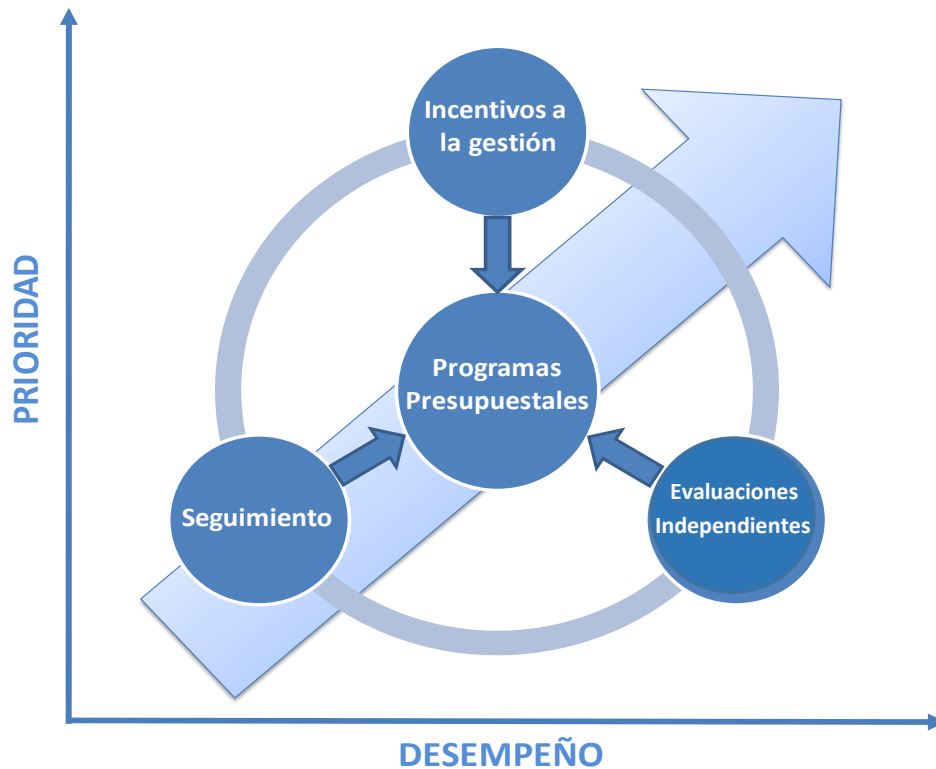 Incentivos a
la gestión
PRIORIDAD
Programas
Presupuestales
Seguimiento
Evaluaciones
Independientes
DESEMPEÑO